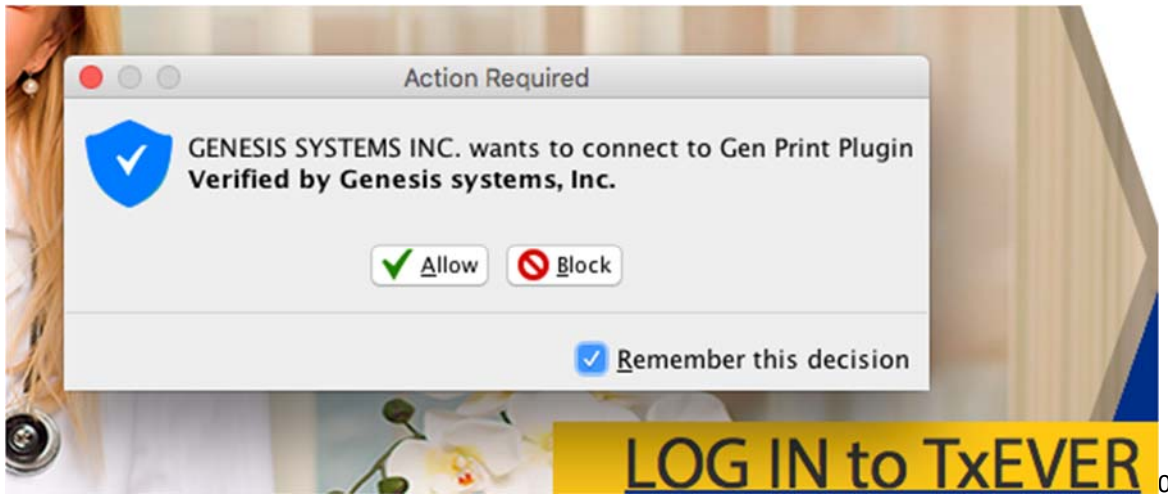 Action Required
GENESIS SYSTEMS INC. wants to connect to Gen Print Plugin
Verified by Genesis systems, Inc.
Allow Block
Remember this decision
LOG IN to TxEVER